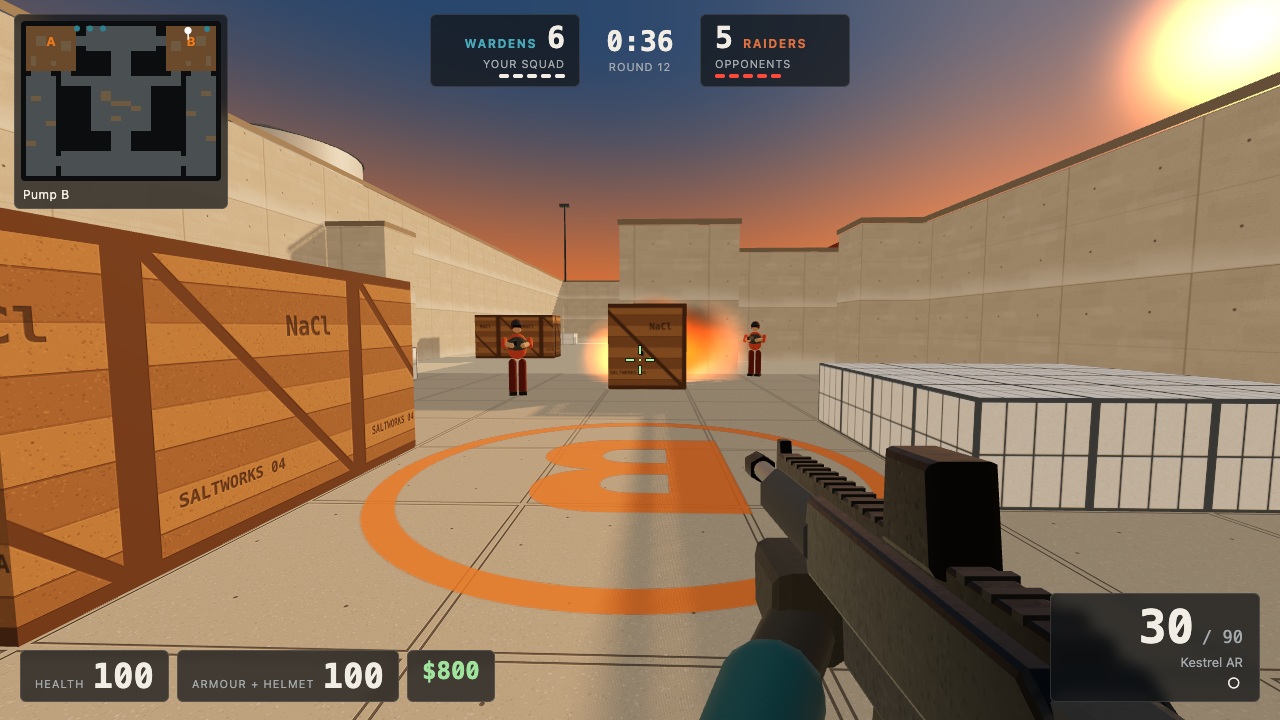 A
B
Pump B
WARDENS 6
YOUR SQUAD
0:36
ROUND 12
5 RAIDERS
OPPONENTS
NaCl
NaCl
SALTWORKS 04
SALTWORKS 04
Cl
B
HEALTH 100
ARMOUR + HELMET 100
$800
30 / 90
Kestrel AR